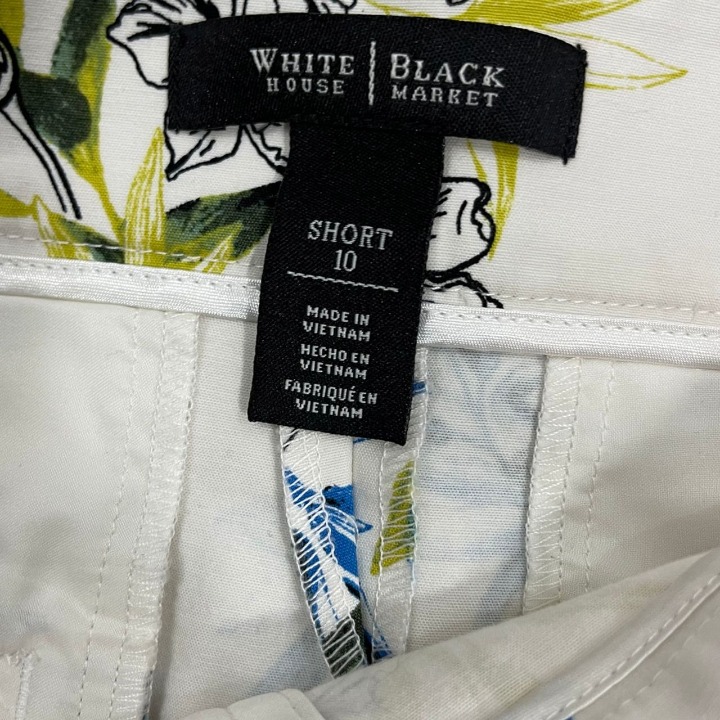 WHITE | BLACK
HOUSE | MARKET
SHORT
10
MADE IN
VIETNAM
HECHO EN
VIETNAM
FABRIQUÉ EN
VIETNAM